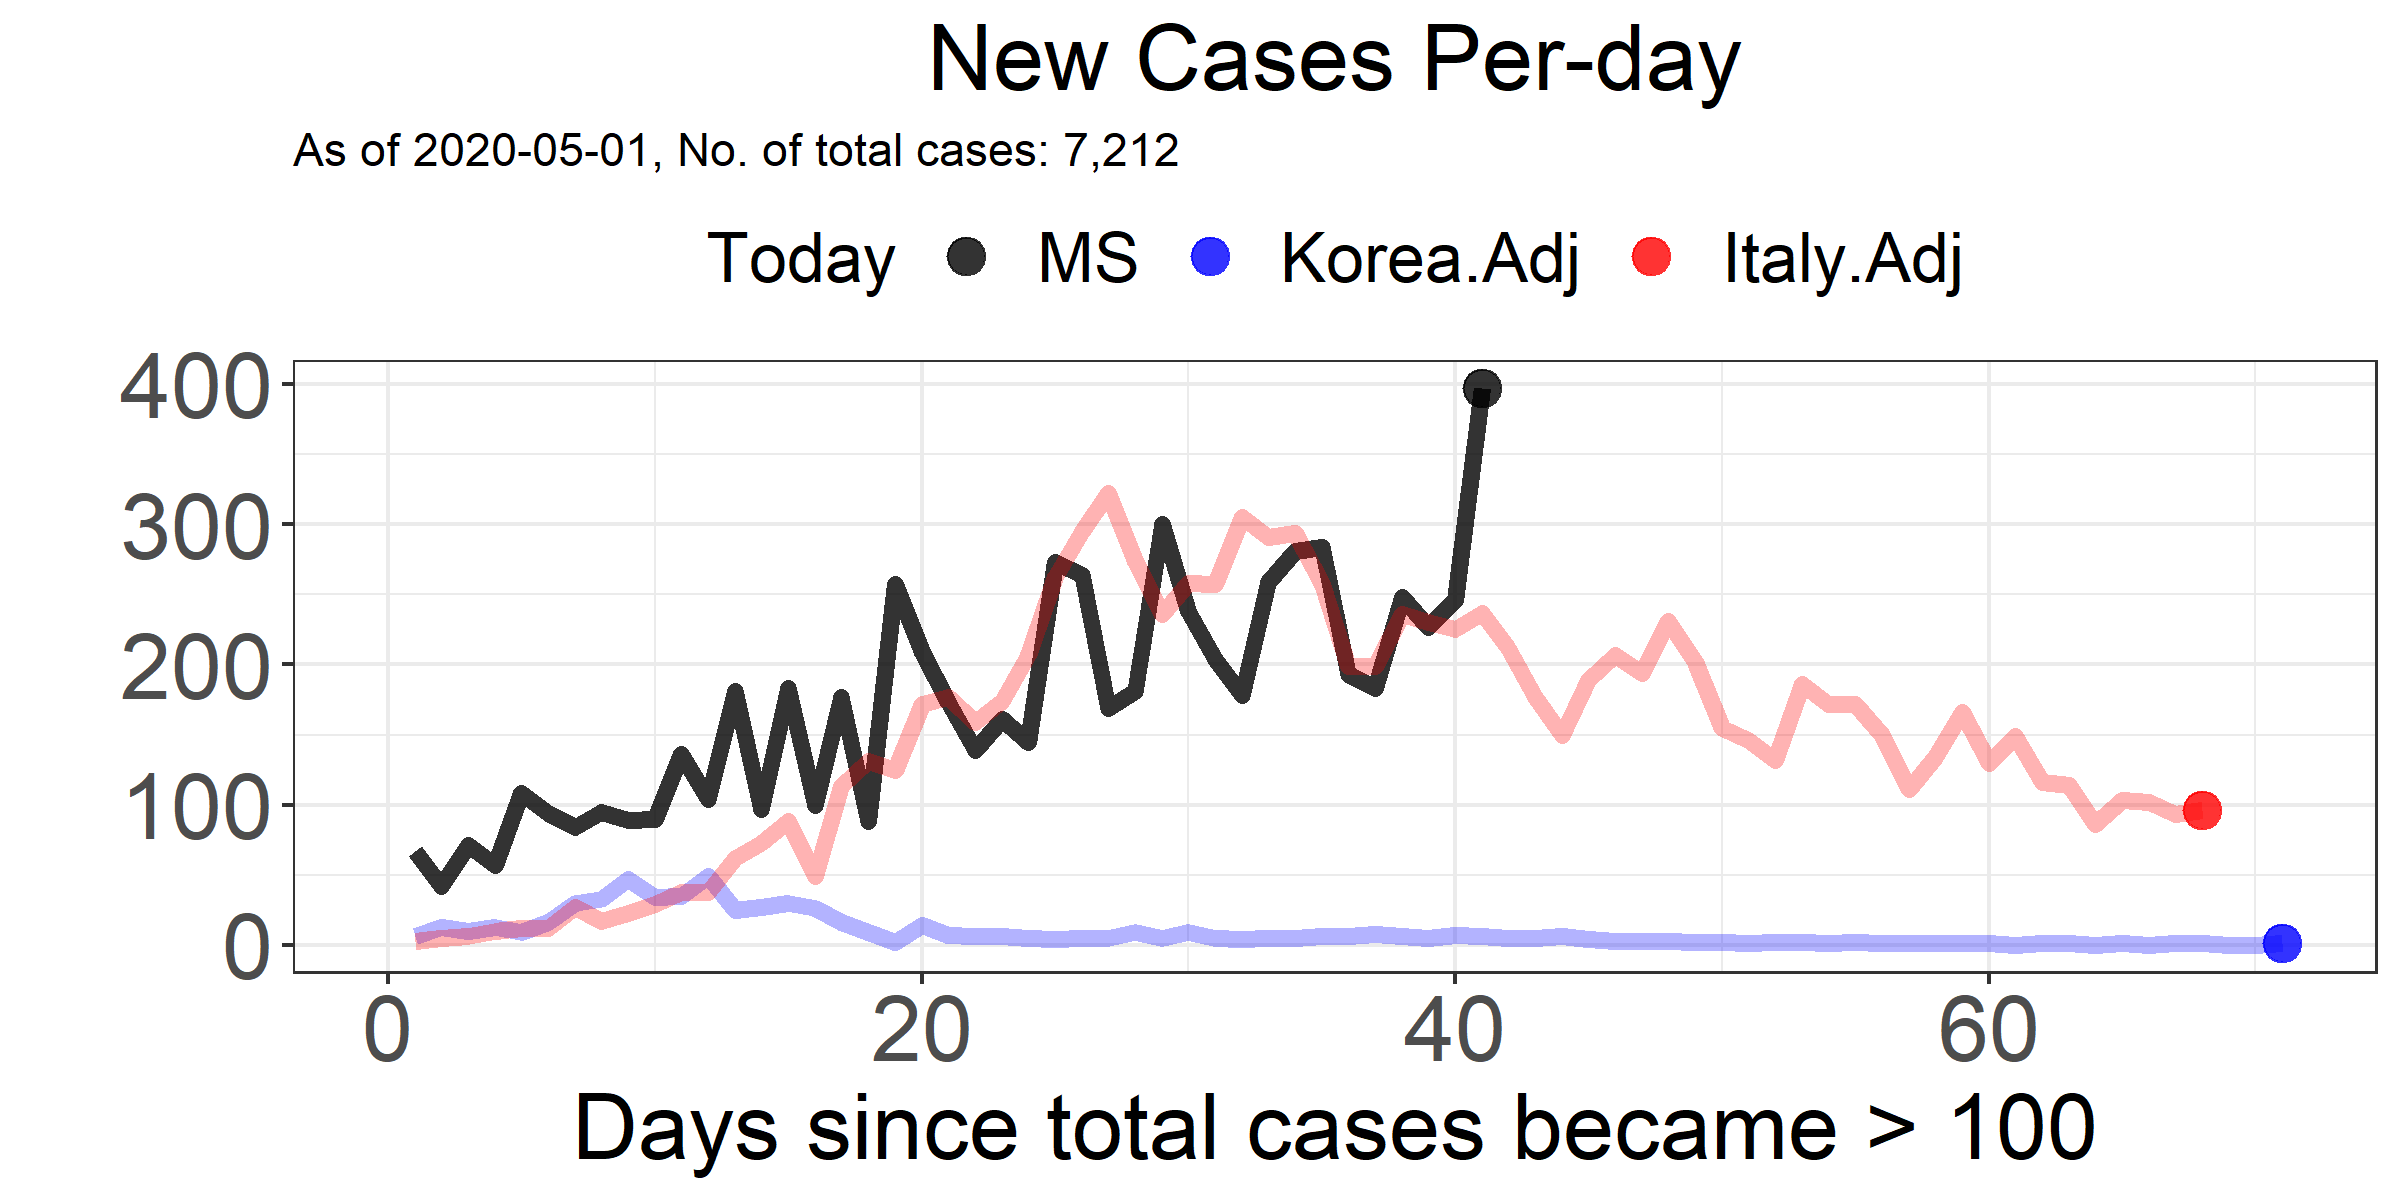 New Cases Per-day
As of 2020-05-01, No. of total cases: 7,212
Today MS Korea.Adj Italy.Adj
400
300
200
100
0
0 20 40 60
Days since total cases became > 100